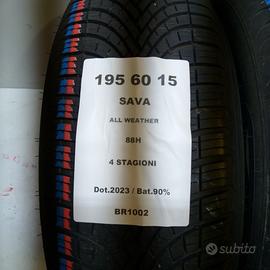 195 60 15
SAVA
ALL WEATHER
88H
4 STAGIONI
Dot.2023 / Bat.90%
BR1002
subito